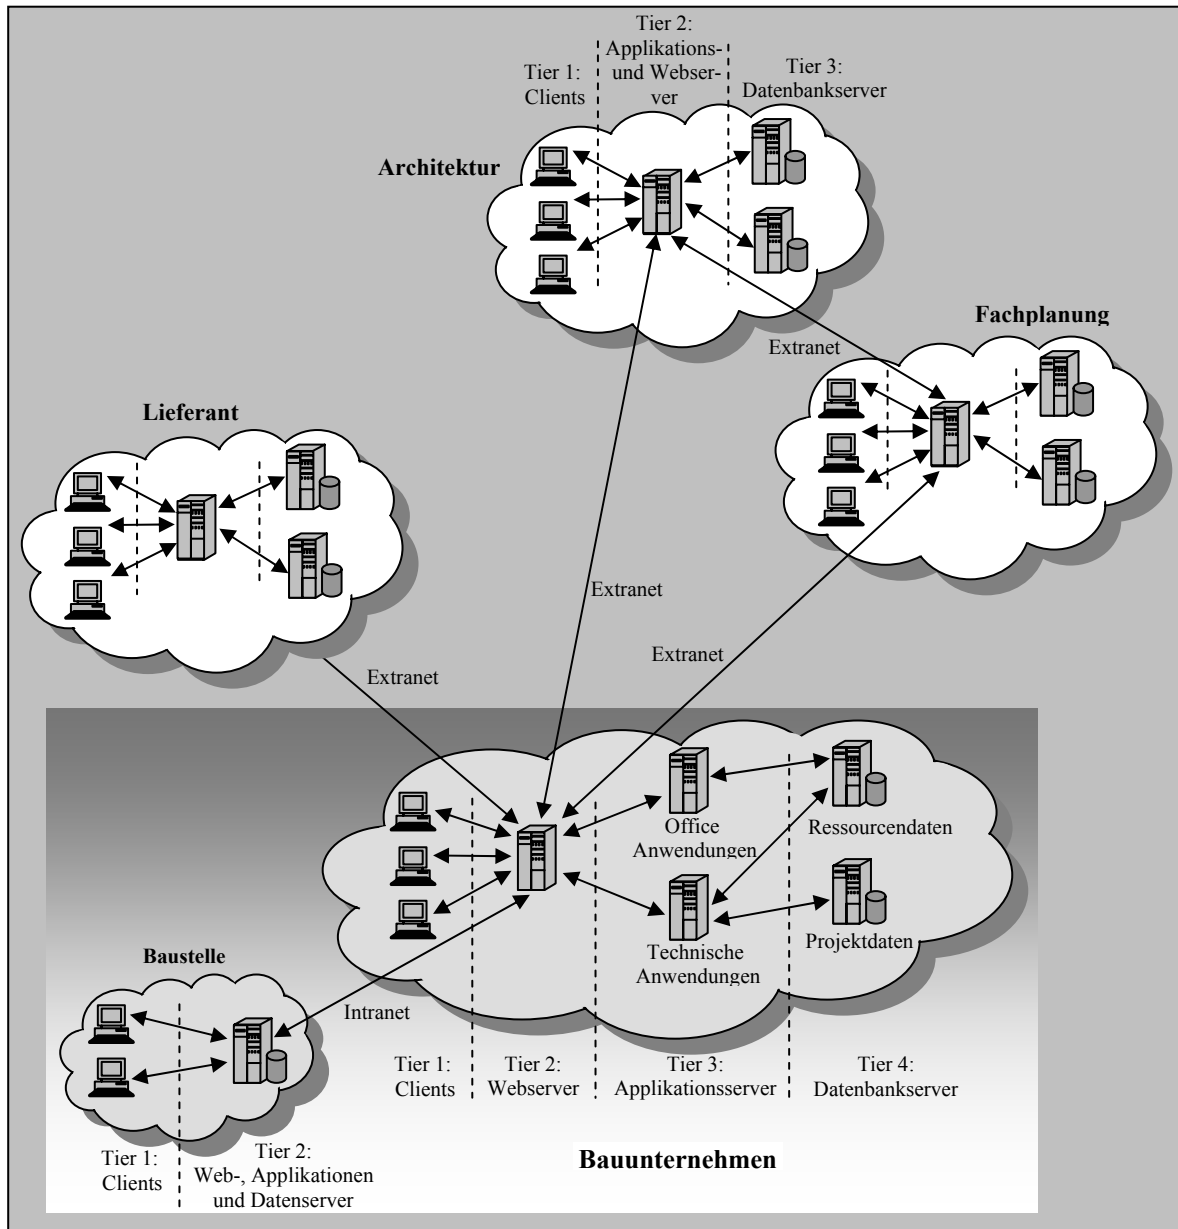 Tier 2:
Applikations-
und Webser-
ver
Tier 1:
Clients
Tier 3:
Datenbankserver
Architektur
Fachplanung
Extranet
Lieferant
Extranet
Extranet
Extranet
Office
Anwendungen
Ressourcendaten
Technische
Anwendungen
Projektdaten
Baustelle
Intranet
Tier 1:
Clients
Tier 2:
Webserver
Tier 3:
Applikationsserver
Tier 4:
Datenbankserver
Tier 1:
Clients
Tier 2:
Web-, Applikationen
und Datenserver
Bauunternehmen